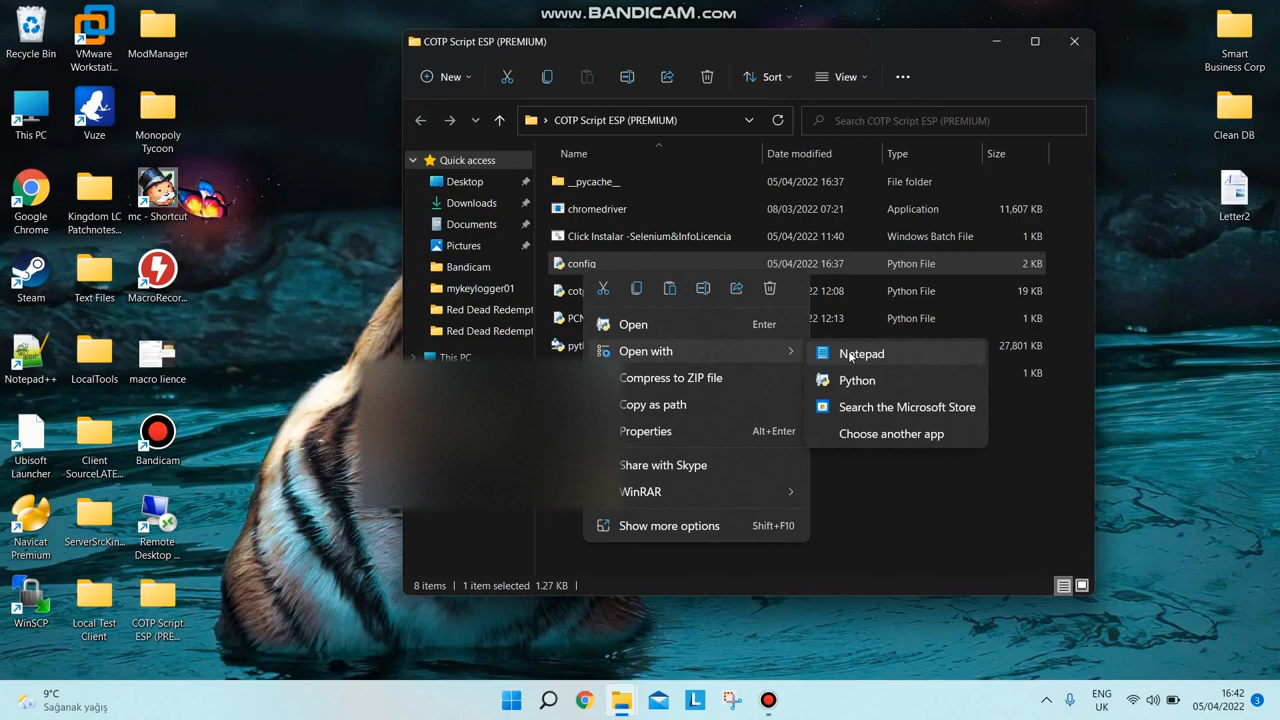 www.BANDICAM.com
Recycle Bin
VMware
Workstati...
ModManager
This PC
Vuze
Monopoly
Tycoon
Google
Chrome
Kingdom LC
Patchnotes...
mc - Shortcut
Steam
Text Files
MacroRecor...
Notepad++
LocalTools
macro lience
Ubisoft
Launcher
Client
SourceLATE...
Bandicam
Navicat
Premium
ServerSrcKin...
Remote
Desktop ...
WinSCP
Local Test
Client
COTP Script
ESP (PRE...
Smart
Business Corp
Clean DB
Letter2
COTP Script ESP (PREMIUM)
New
Sort
View
COTP Script ESP (PREMIUM)
Search COTP Script ESP (PREMIUM)
Name Date modified Type Size
Quick access
Desktop
Downloads
Documents
Pictures
Bandicam
mykeylogger01
Red Dead Redempt
Red Dead Redempt
This PC
__pycache__ 05/04/2022 16:37 File folder
chromedriver 08/03/2022 07:21 Application 11,607 KB
Click Instalar -Selenium&InfoLicencia 05/04/2022 11:40 Windows Batch File 1 KB
config 05/04/2022 16:37 Python File 2 KB
12:08 Python File 19 KB
PCN 12:13 Python File 1 KB
27,801 KB
1 KB
Open Enter
Open with
Compress to ZIP file
Copy as path
Properties Alt+Enter
Share with Skype
WinRAR
Show more options Shift+F10
Notepad
Python
Search the Microsoft Store
Choose another app
8 items 1 item selected 1.27 KB
9°C
Sağanak yağış
ENG
UK
16:42
05/04/2022
3